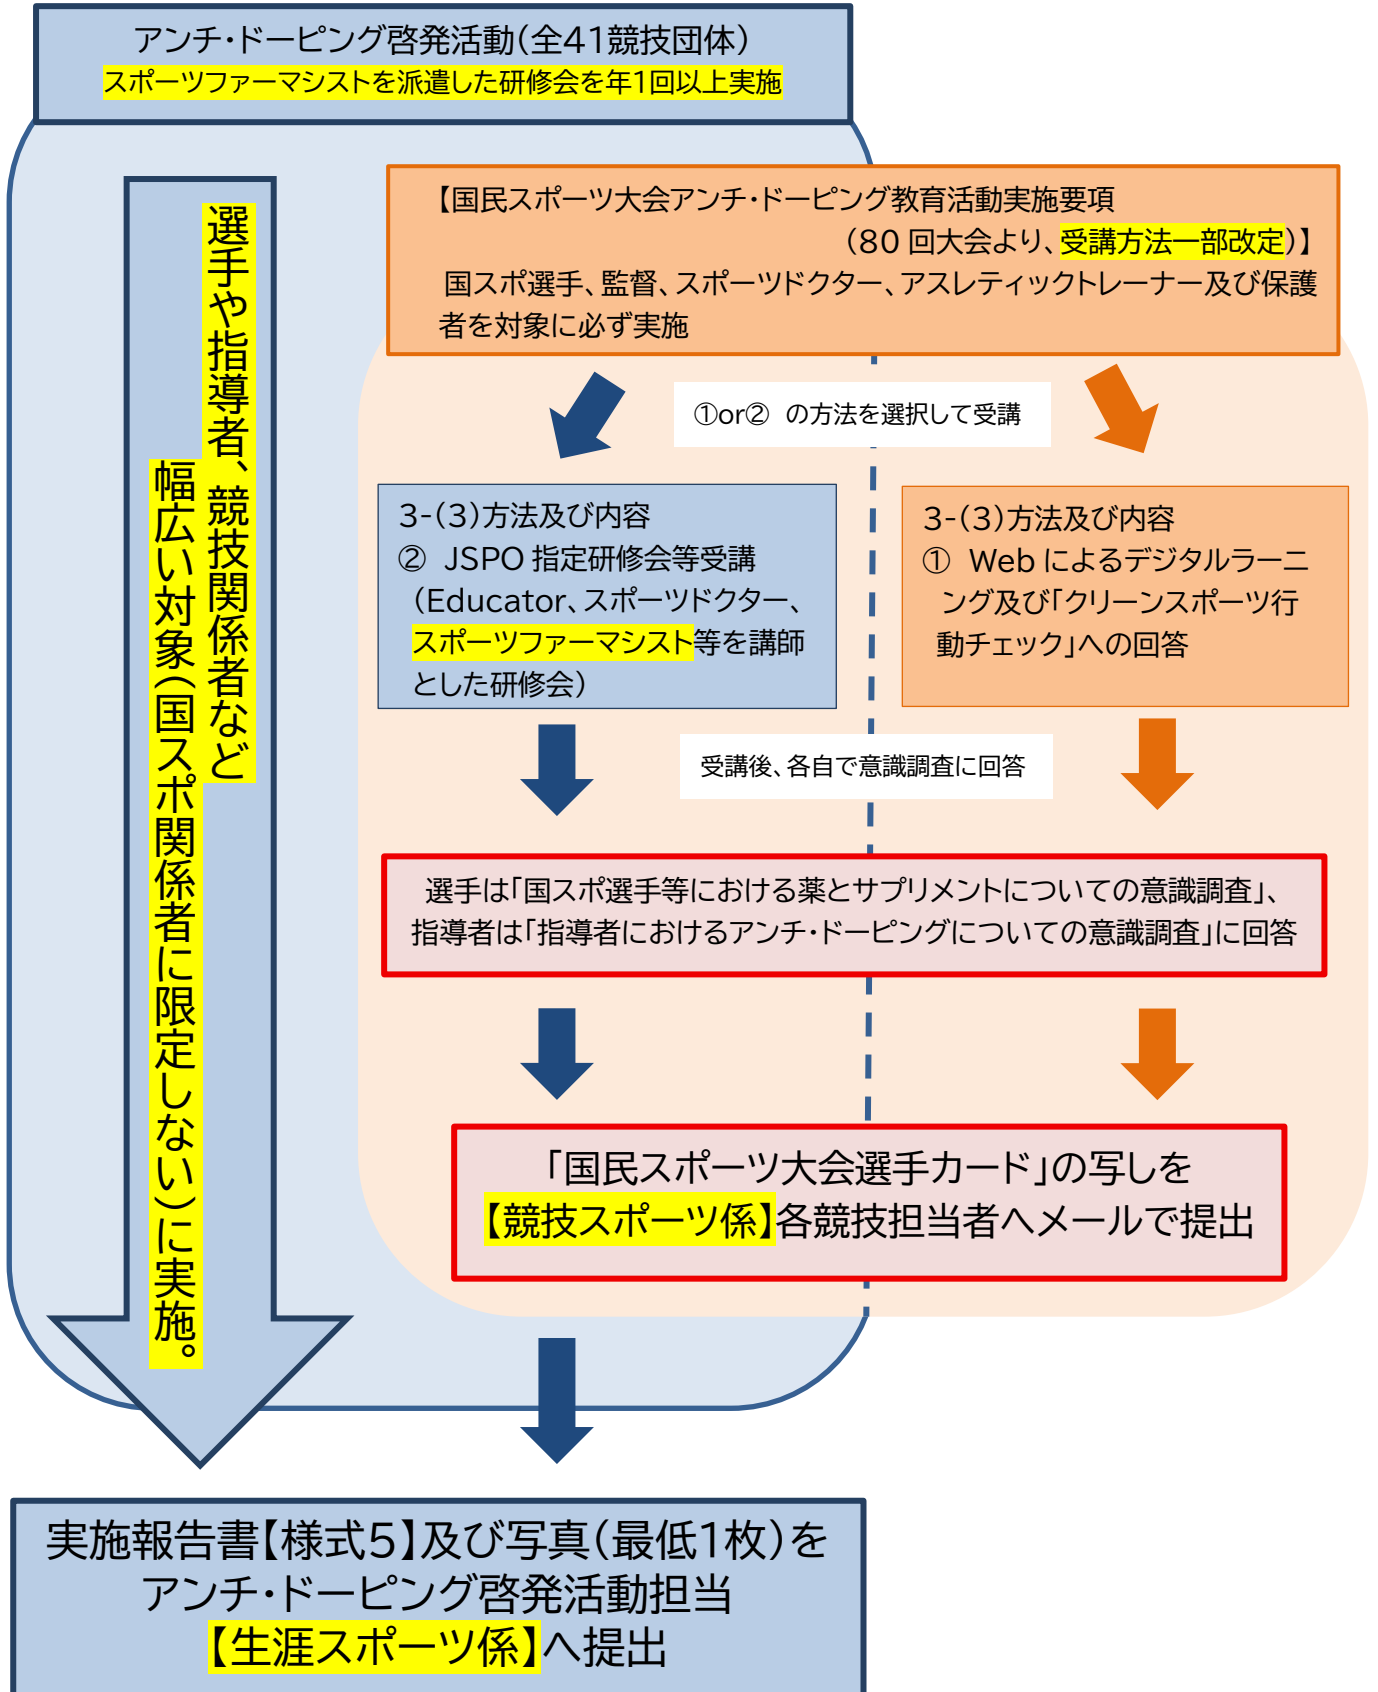 アンチ・ドーピング啓発活動（全41競技団体）
スポーツファーマシストを派遣した研修会を年1回以上実施
選手や指導者、競技関係者など
幅広い対象（国スポ関係者に限定しない）に実施。
【国民スポーツ大会アンチ・ドーピング教育活動実施要項
（80回大会より、受講方法一部改定）】
国スポ選手、監督、スポーツドクター、アスレティックトレーナー及び保護
者を対象に必ず実施
①or② の方法を選択して受講
3-（3）方法及び内容
② JSPO指定研修会等受講
（Educator、スポーツドクター、
スポーツファーマシスト等を講師
とした研修会）
3-（3）方法及び内容
① Webによるデジタルラーニ
ング及び「クリーンスポーツ行
動チェック」への回答
受講後、各自で意識調査に回答
選手は「国スポ選手等における薬とサプリメントについての意識調査」、
指導者は「指導者におけるアンチ・ドーピングについての意識調査」に回答
「国民スポーツ大会選手カード」の写しを
【競技スポーツ係】各競技担当者へメールで提出
実施報告書【様式5】及び写真（最低1枚）を
アンチ・ドーピング啓発活動担当
【生涯スポーツ係】へ提出